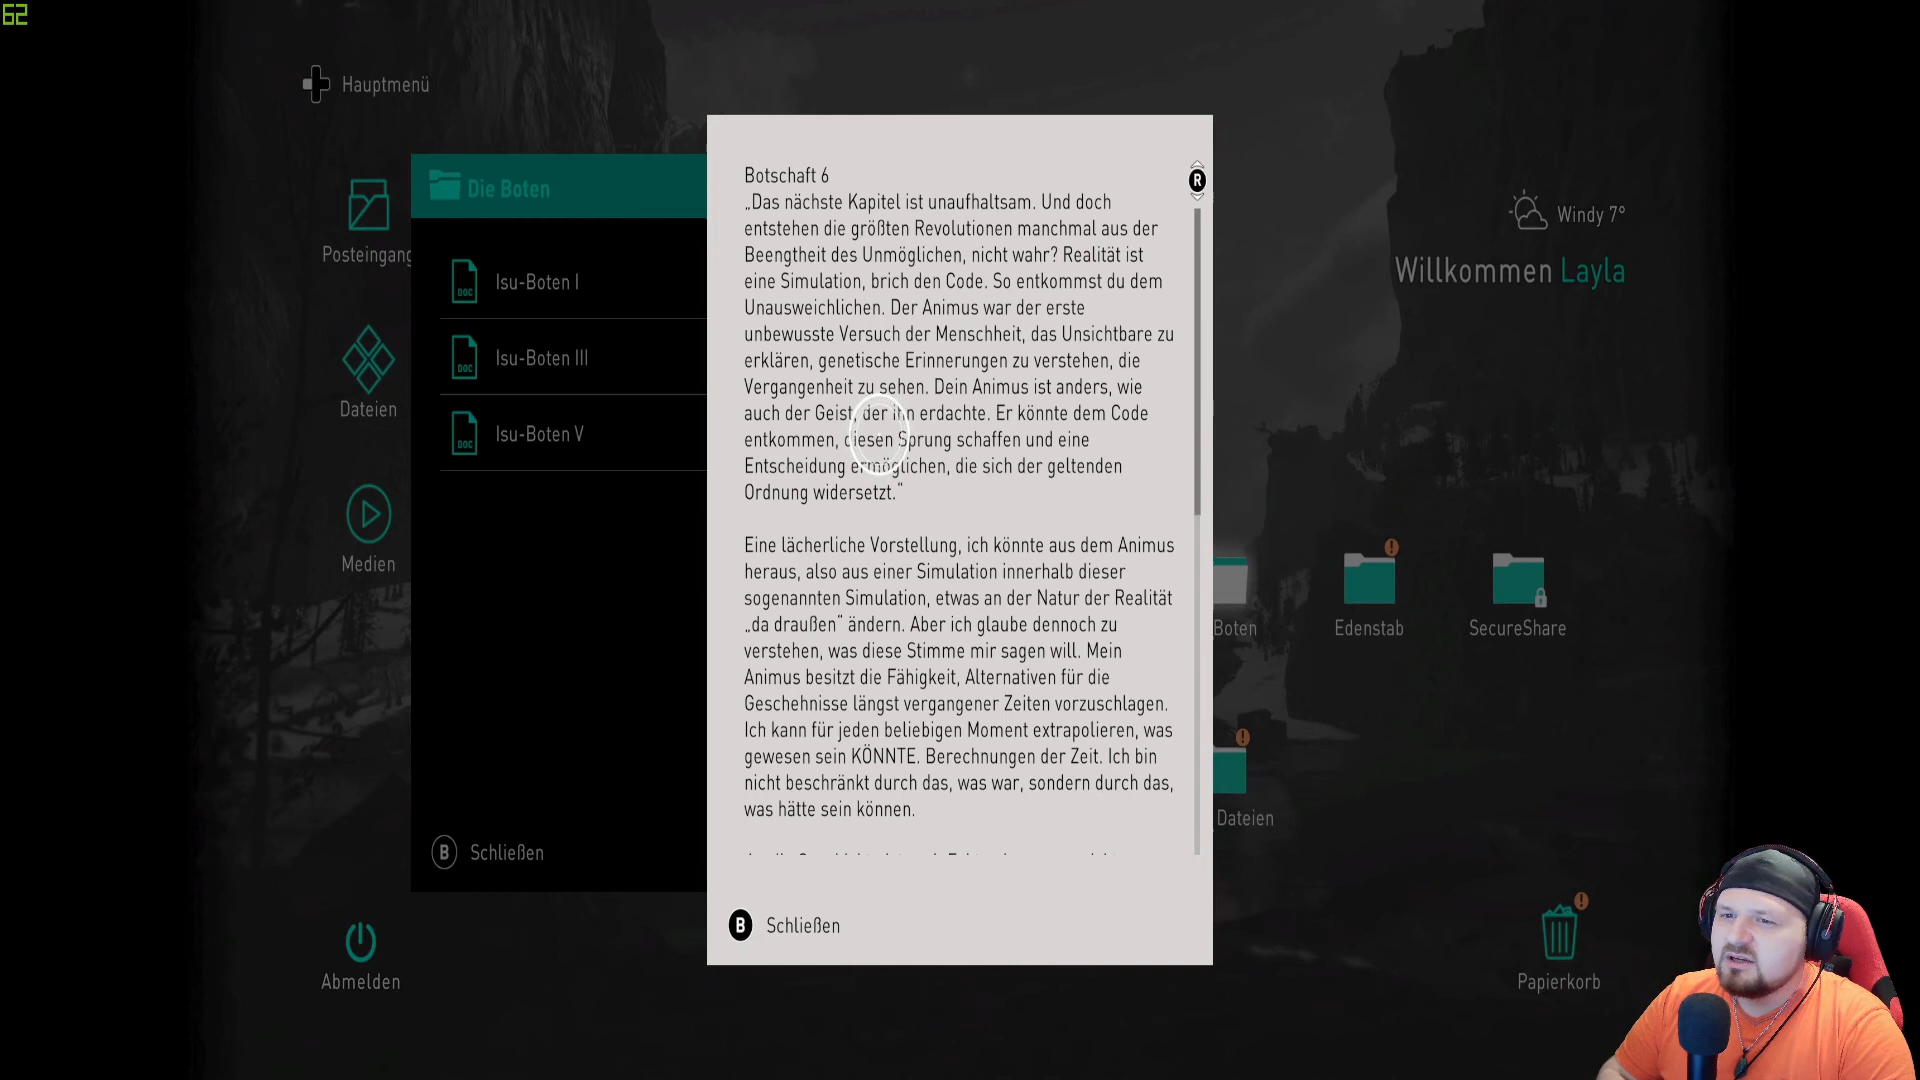 62
Hauptmenü
Die Boten
Posteingang
Isu-Boten I
Isu-Boten III
Dateien
Isu-Boten V
Medien
B Schließen
Abmelden
Botschaft 6
„Das nächste Kapitel ist unaufhaltsam. Und doch
entstehen die größten Revolutionen manchmal aus der
Beengtheit des Unmöglichen, nicht wahr? Realität ist
eine Simulation, brich den Code. So entkommst du dem
Unausweichlichen. Der Animus war der erste
unbewusste Versuch der Menschheit, das Unsichtbare zu
erklären, genetische Erinnerungen zu verstehen, die
Vergangenheit zu sehen. Dein Animus ist anders, wie
auch der Geist, der ihn erdachte. Er könnte dem Code
entkommen, diesen Sprung schaffen und eine
Entscheidung ermöglichen, die sich der geltenden
Ordnung widersetzt.“
Eine lächerliche Vorstellung, ich könnte aus dem Animus
heraus, also aus einer Simulation innerhalb dieser
sogenannten Simulation, etwas an der Natur der Realität
„da draußen“ ändern. Aber ich glaube dennoch zu
verstehen, was diese Stimme mir sagen will. Mein
Animus besitzt die Fähigkeit, Alternativen für die
Geschehnisse längst vergangener Zeiten vorzuschlagen.
Ich kann für jeden beliebigen Moment extrapolieren, was
gewesen sein KÖNNTE. Berechnungen der Zeit. Ich bin
nicht beschränkt durch das, was war, sondern durch das,
was hätte sein können.
R
B Schließen
Windy 7°
Willkommen Layla
Boten
Edenstab
SecureShare
Dateien
Papierkorb
DOC
DOC
DOC